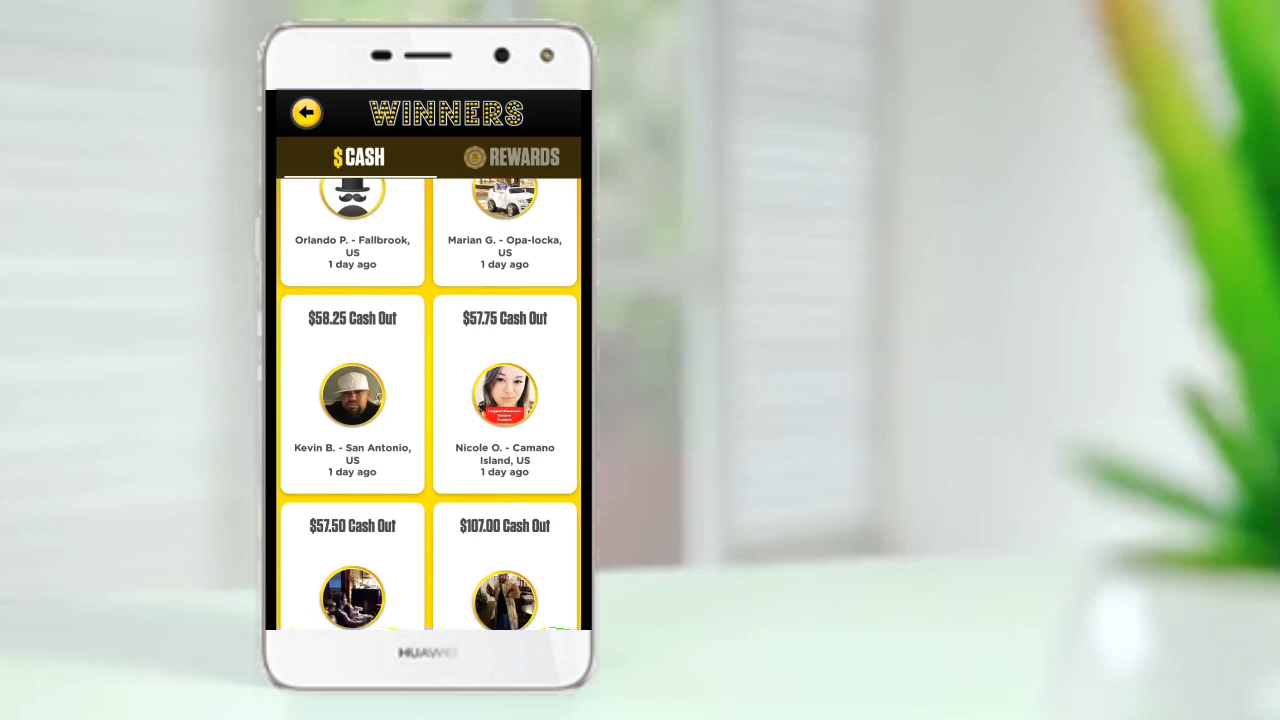 WINNERS
$ CASH
REWARDS
Orlando P. - Fallbrook,
US
1 day ago
Marian G. - Opa-locka,
US
1 day ago
$58.25 Cash Out
$57.75 Cash Out
Kevin B. - San Antonio,
US
1 day ago
Nicole O. - Camano
Island, US
1 day ago
$57.50 Cash Out
$107.00 Cash Out
HUAWEI